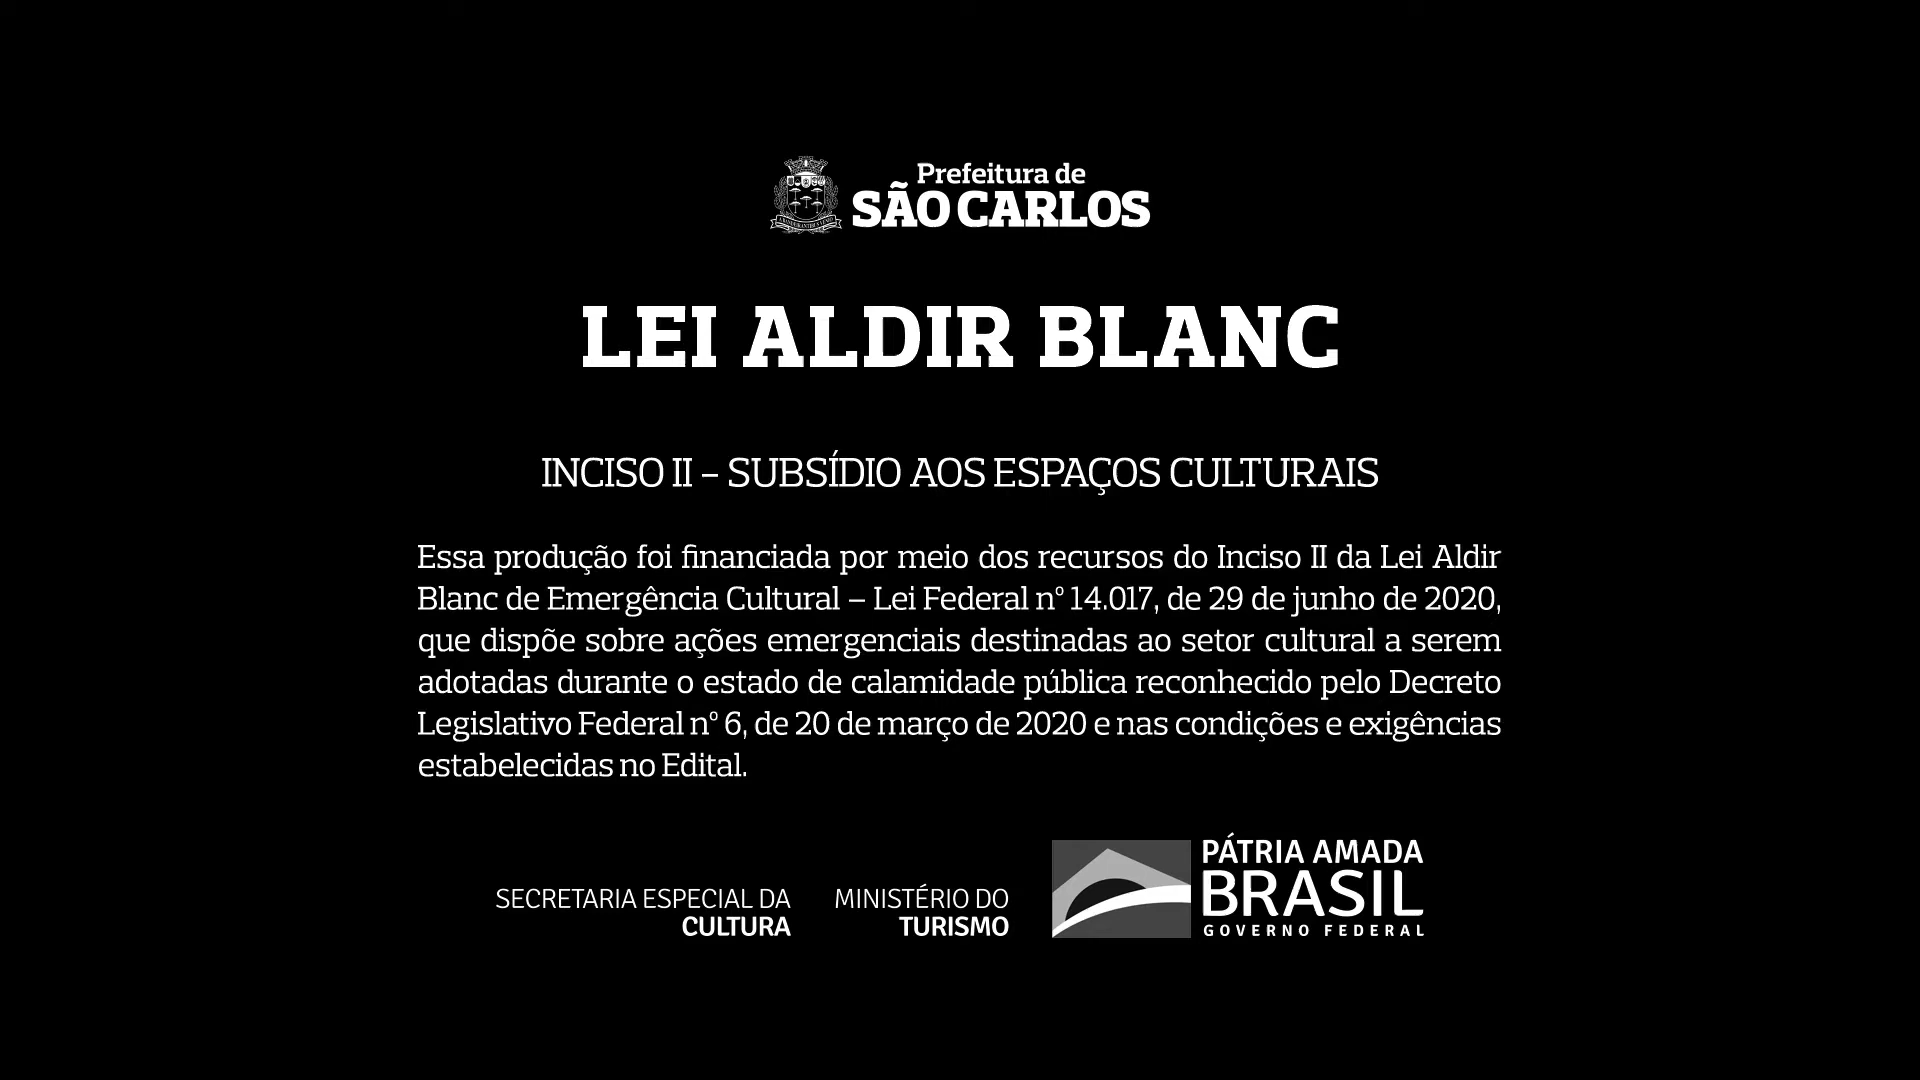 Prefeitura de
SÃO CARLOS
LEI ALDIR BLANC
INCISO II – SUBSÍDIO AOS ESPAÇOS CULTURAIS
Essa produção foi financiada por meio dos recursos do Inciso II da Lei Aldir
Blanc de Emergência Cultural – Lei Federal nº 14.017, de 29 de junho de 2020,
que dispõe sobre ações emergenciais destinadas ao setor cultural a serem
adotadas durante o estado de calamidade pública reconhecido pelo Decreto
Legislativo Federal nº 6, de 20 de março de 2020 e nas condições e exigências
estabelecidas no Edital.
SECRETARIA ESPECIAL DA
CULTURA
MINISTÉRIO DO
TURISMO
PÁTRIA AMADA
BRASIL
GOVERNO FEDERAL